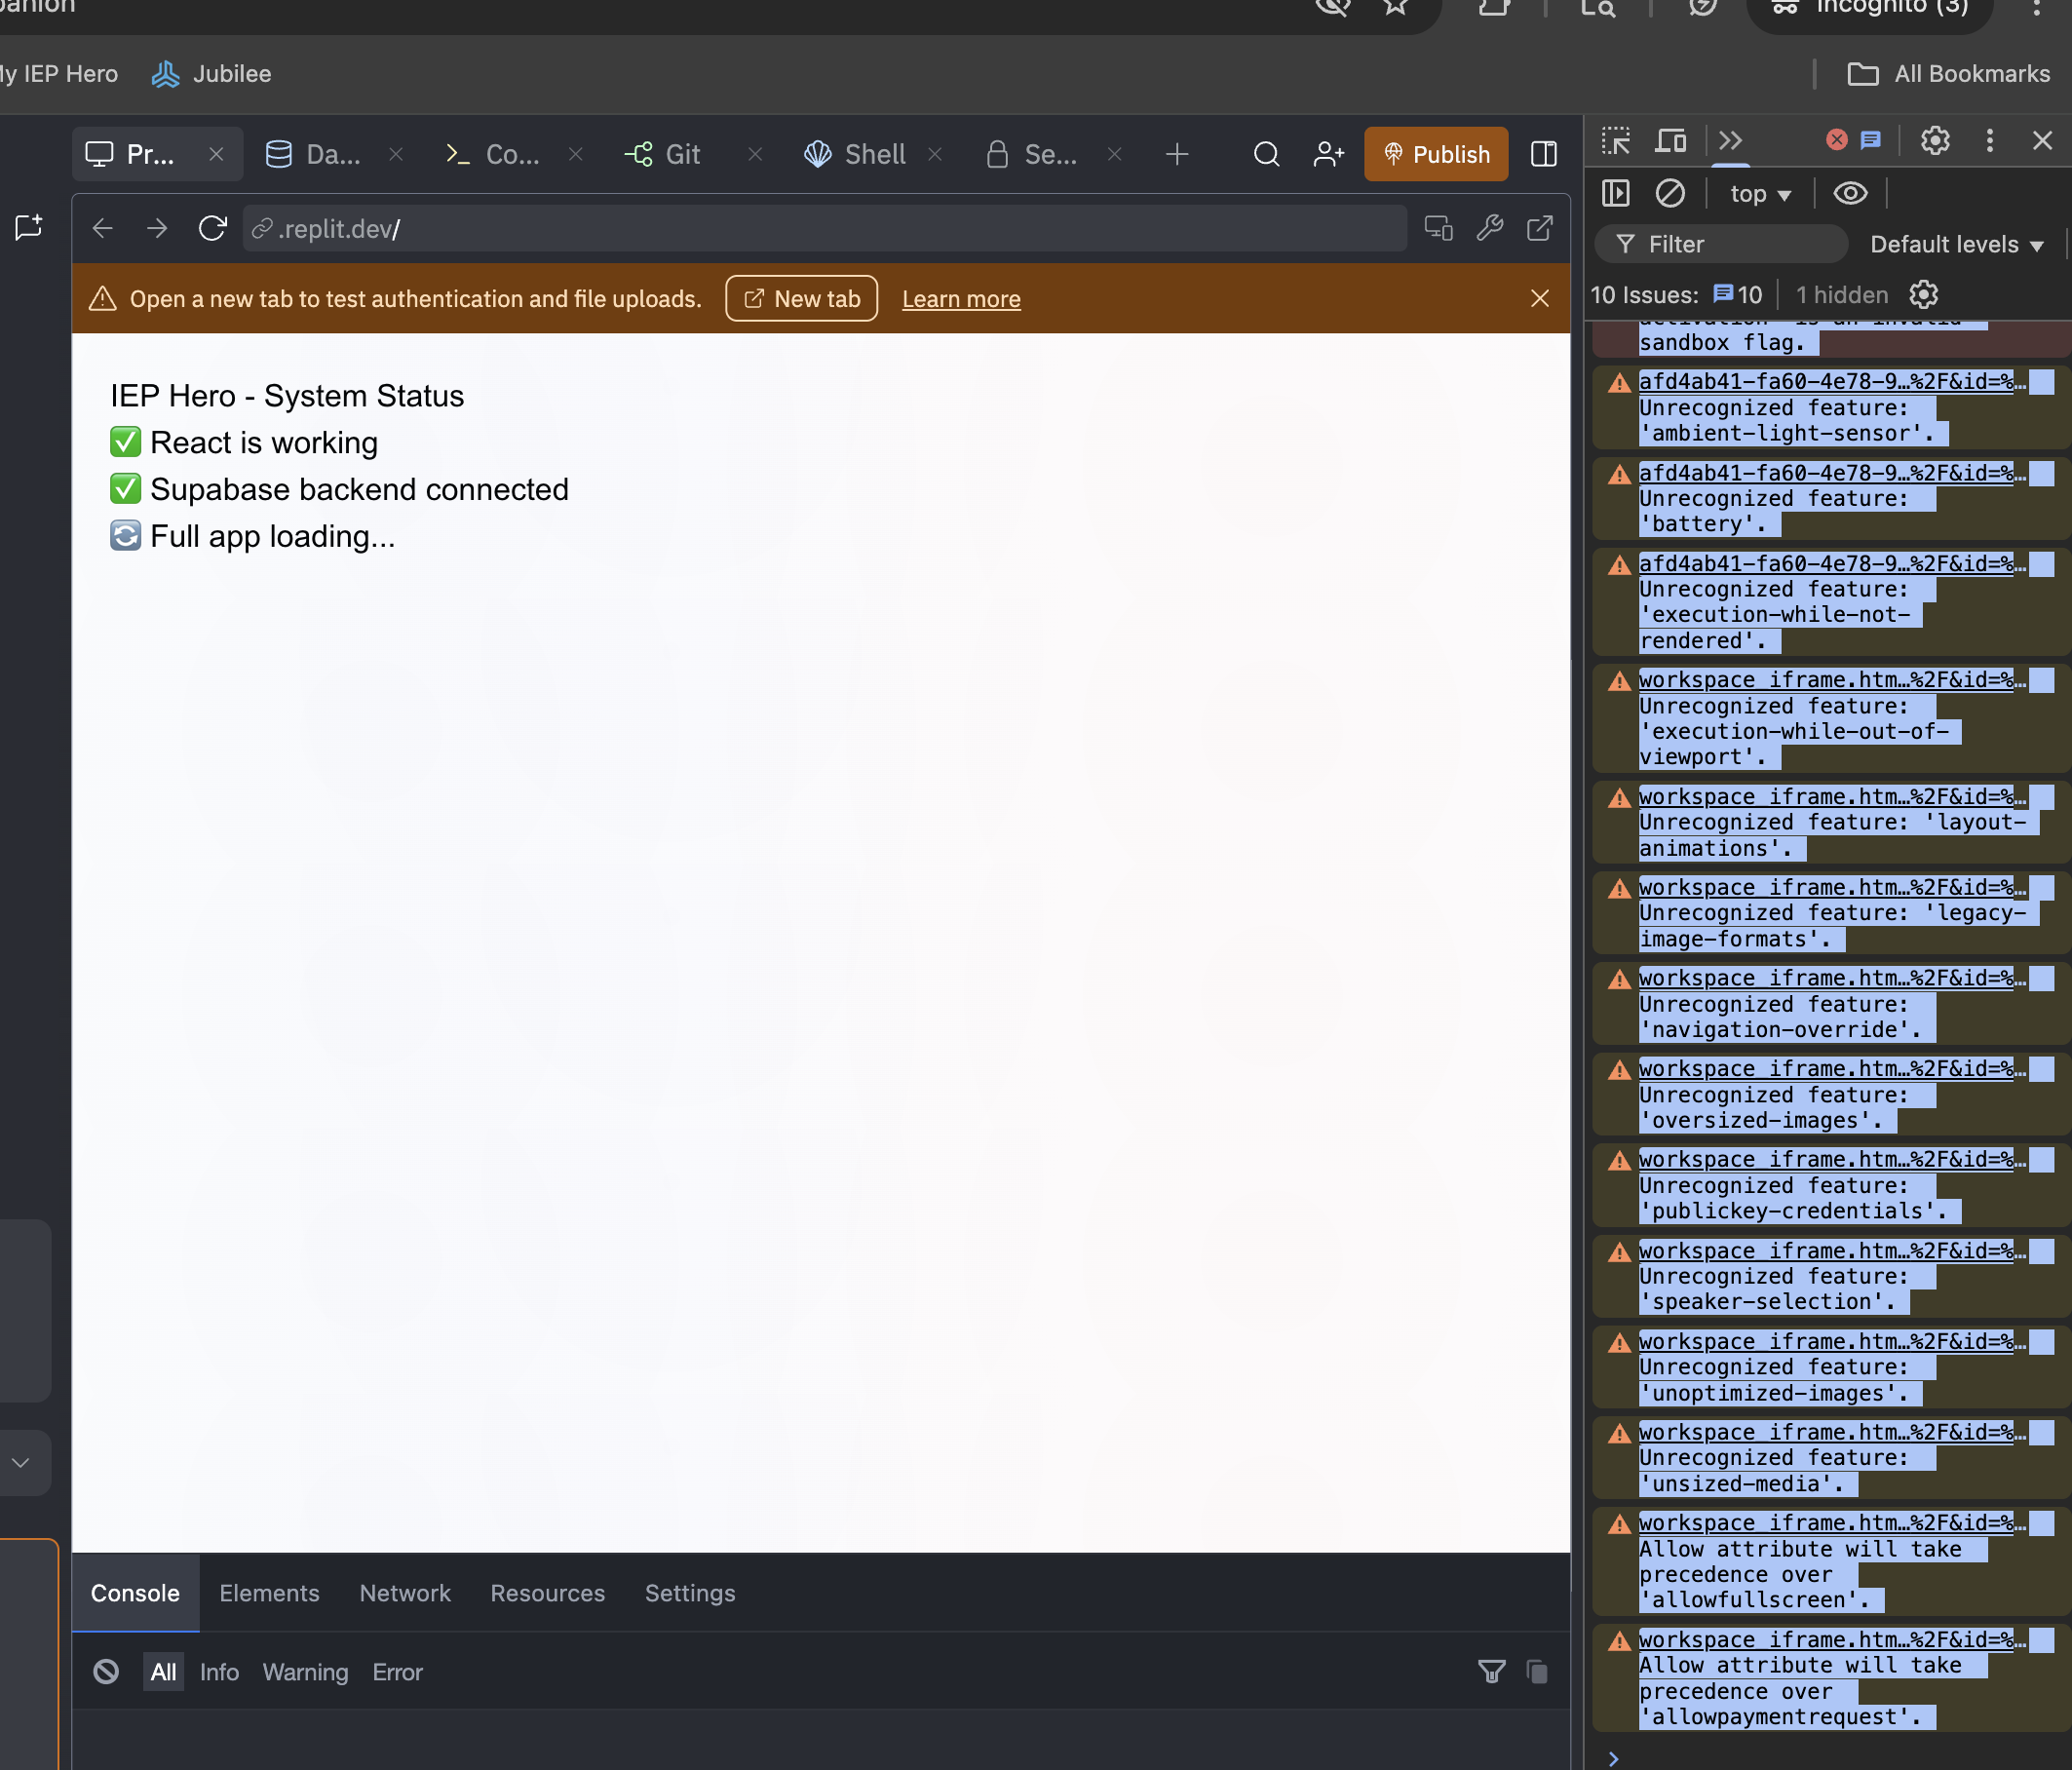 Incognito (3)
My IEP Hero
Jubilee
All Bookmarks
Pr...
Da...
Co...
Git
Shell
Se...
Publish
.replit.dev/
Open a new tab to test authentication and file uploads.
New tab
Learn more
IEP Hero - System Status
✅ React is working
✅ Supabase backend connected
🔄 Full app loading...
Console
Elements
Network
Resources
Settings
All
Info
Warning
Error
top
Filter
Default levels
10 Issues:
10
1 hidden
activation' is an invalid
sandbox flag.
afd4ab41-fa60-4e78-9…%2F&id=%…
Unrecognized feature:
'ambient-light-sensor'.
afd4ab41-fa60-4e78-9…%2F&id=%…
Unrecognized feature:
'battery'.
afd4ab41-fa60-4e78-9…%2F&id=%…
Unrecognized feature:
'execution-while-not-
rendered'.
workspace_iframe.htm…%2F&id=%…
Unrecognized feature:
'execution-while-out-of-
viewport'.
workspace_iframe.htm…%2F&id=%…
Unrecognized feature: 'layout-
animations'.
workspace_iframe.htm…%2F&id=%…
Unrecognized feature: 'legacy-
image-formats'.
workspace_iframe.htm…%2F&id=%…
Unrecognized feature:
'navigation-override'.
workspace_iframe.htm…%2F&id=%…
Unrecognized feature:
'oversized-images'.
workspace_iframe.htm…%2F&id=%…
Unrecognized feature:
'publickey-credentials'.
workspace_iframe.htm…%2F&id=%…
Unrecognized feature:
'speaker-selection'.
workspace_iframe.htm…%2F&id=%…
Unrecognized feature:
'unoptimized-images'.
workspace_iframe.htm…%2F&id=%…
Unrecognized feature:
'unsized-media'.
workspace_iframe.htm…%2F&id=%…
Allow attribute will take
precedence over
'allowfullscreen'.
workspace_iframe.htm…%2F&id=%…
Allow attribute will take
precedence over
'allowpaymentrequest'.